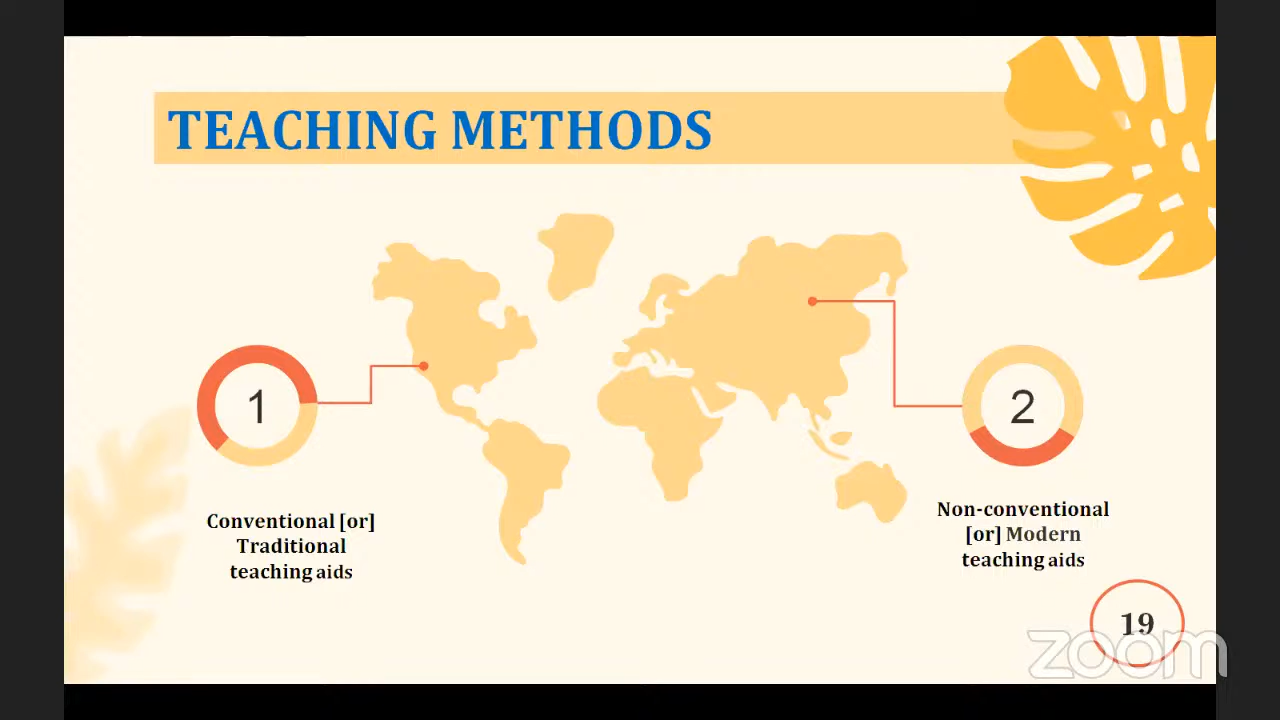 TEACHING METHODS
1
2
Conventional [or]
Traditional
teaching aids
Non-conventional
[or] Modern
teaching aids
19
zoom